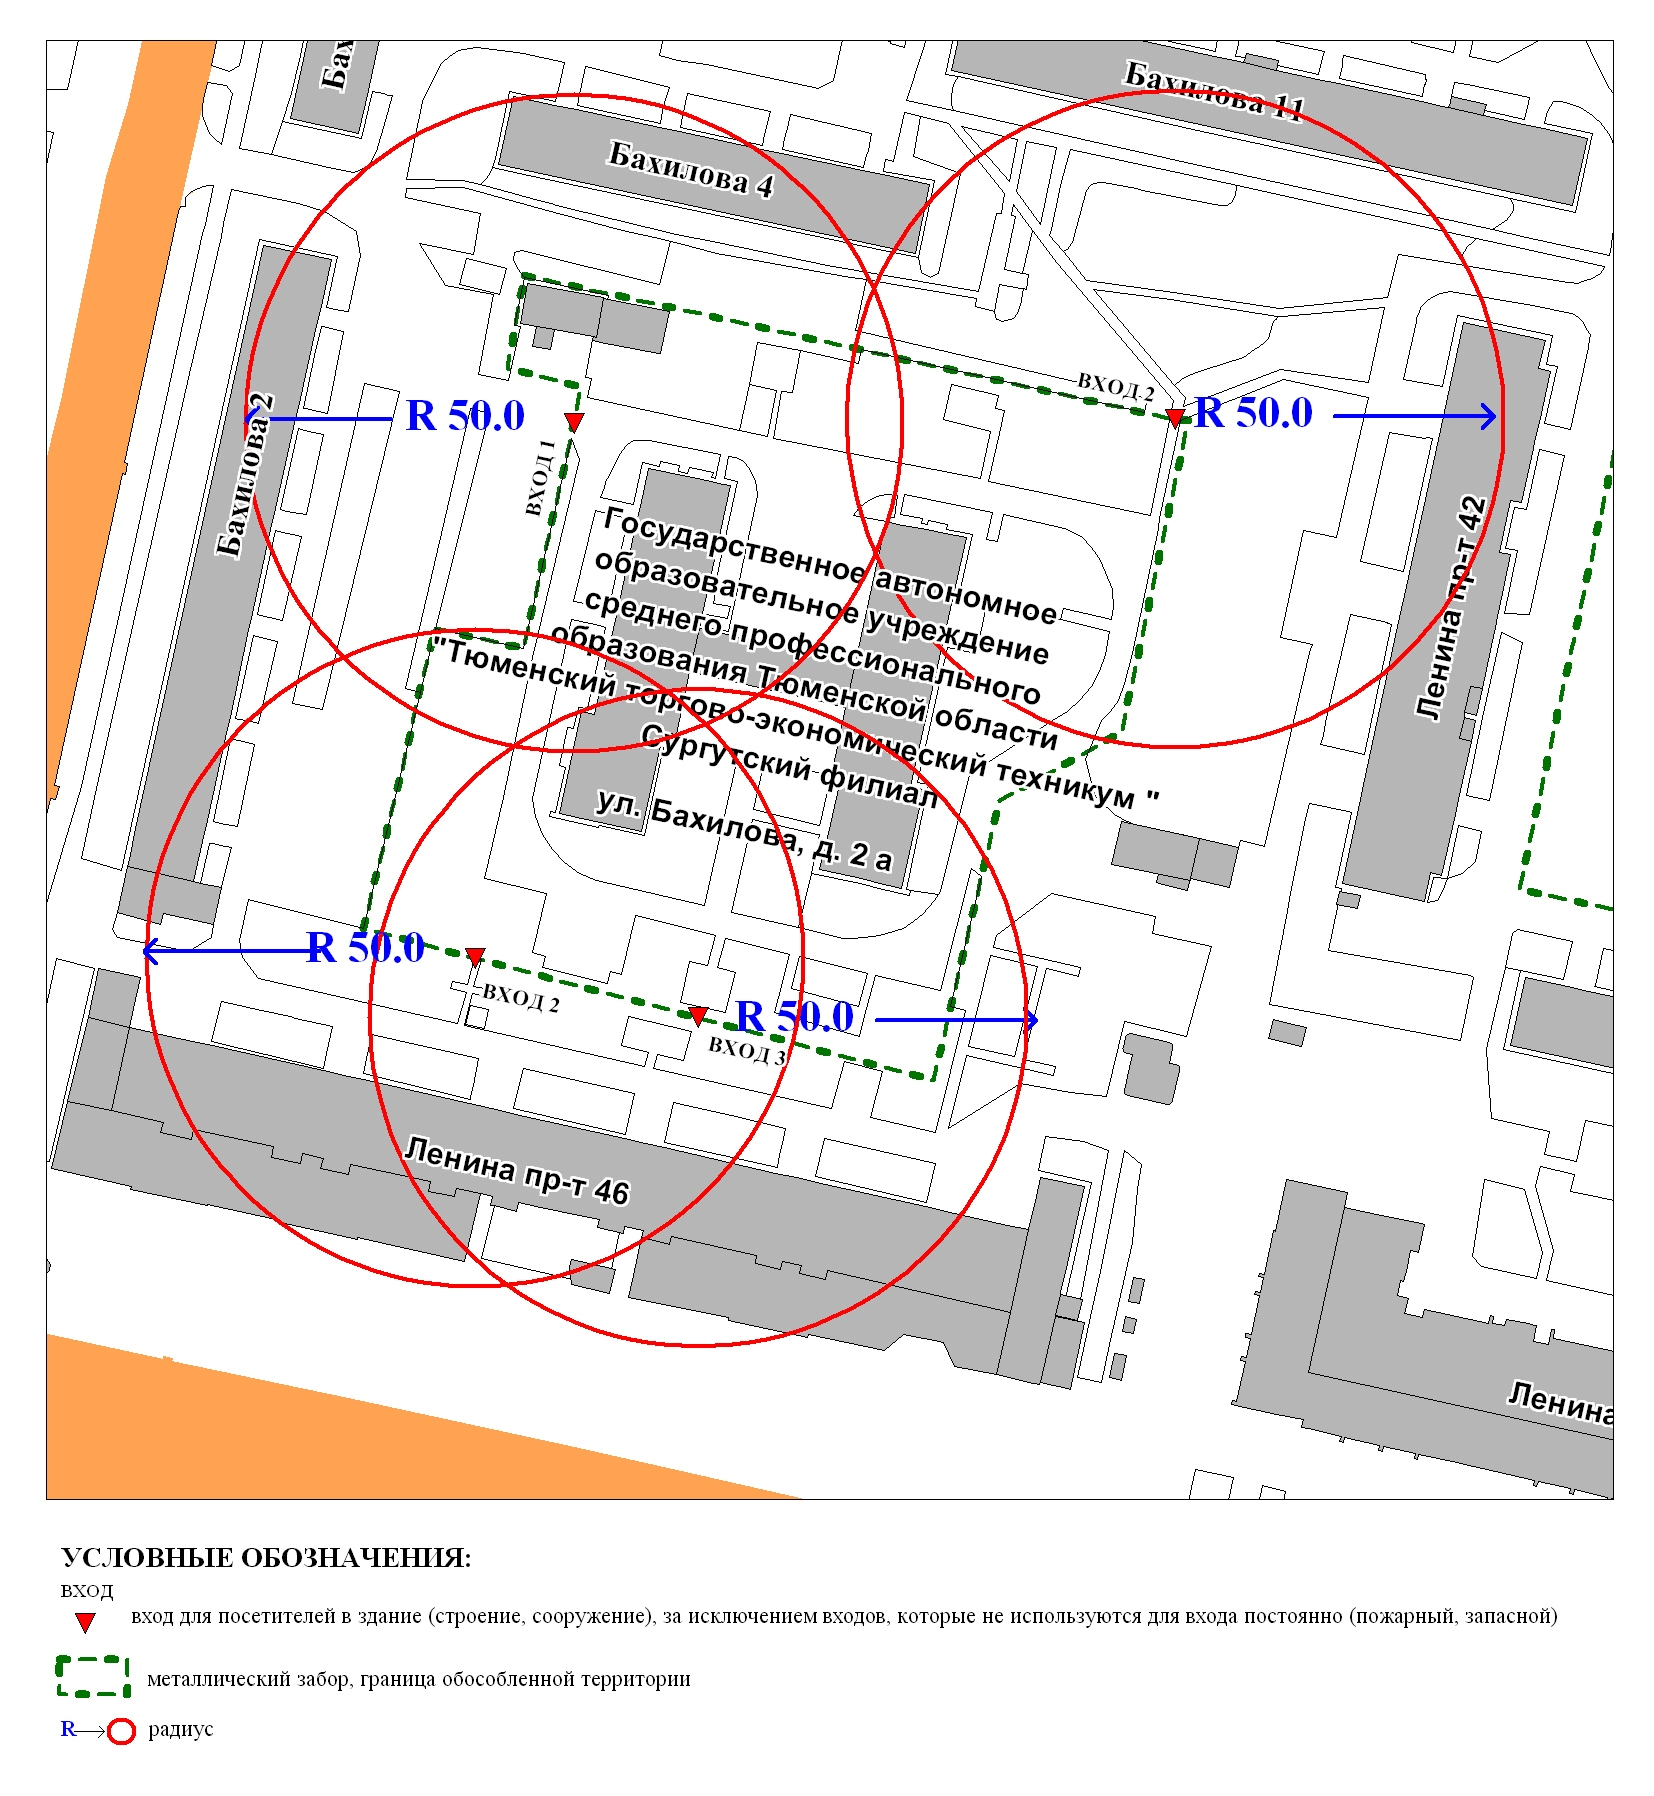 Бах
Бахилова 11
Бахилова 4
ВХОД 2
R 50.0
R 50.0
Бахилова 2
ВХОД 1
Ленина пр-т 42
Государственное автономное
образовательное учреждение
среднего профессионального
образования Тюменской области
"Тюменский торгово-экономический техникум "
Сургутский филиал
ул. Бахилова, д. 2 а
R 50.0
ВХОД 2
R 50.0
ВХОД 3
Ленина пр-т 46
Ленина
УСЛОВНЫЕ ОБОЗНАЧЕНИЯ:
ВХОД
вход для посетителей в здание (строение, сооружение), за исключением входов, которые не используются для входа постоянно (пожарный, запасной)
металлический забор, граница обособленной территории
R
радиус